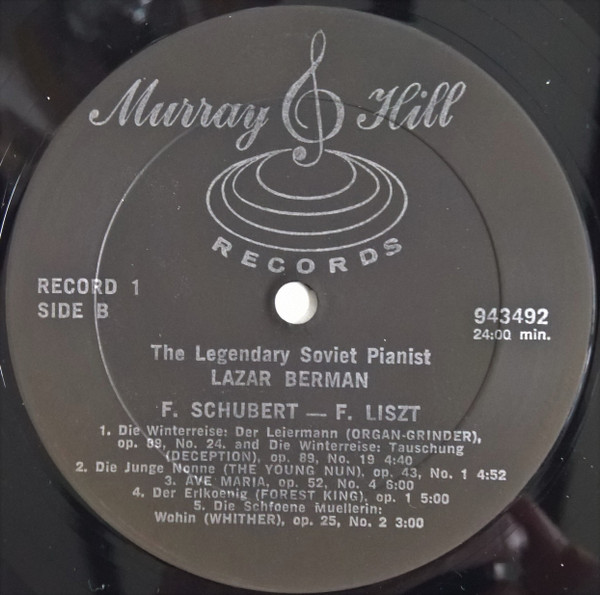 Murray Hill
RECORDS
RECORD 1
SIDE B
943492
24:00 min.
The Legendary Soviet Pianist
LAZAR BERMAN
F. SCHUBERT — F. LISZT
1. Die Winterreise: Der Leiermann (ORGAN-GRINDER),
op. 89, No. 24. and Die Winterreise: Tauschung
(DECEPTION), op. 89, No. 19 4:40
2. Die Junge Nonne (THE YOUNG NUN), op. 43, No. 1 4:52
3. AVE MARIA, op. 52, No. 4 6:00
4. Der Erlkoenig (FOREST KING), op. 1 5:00
5. Die Schfoene Muellerin:
Wohin (WHITHER), op. 25, No. 2 3:00